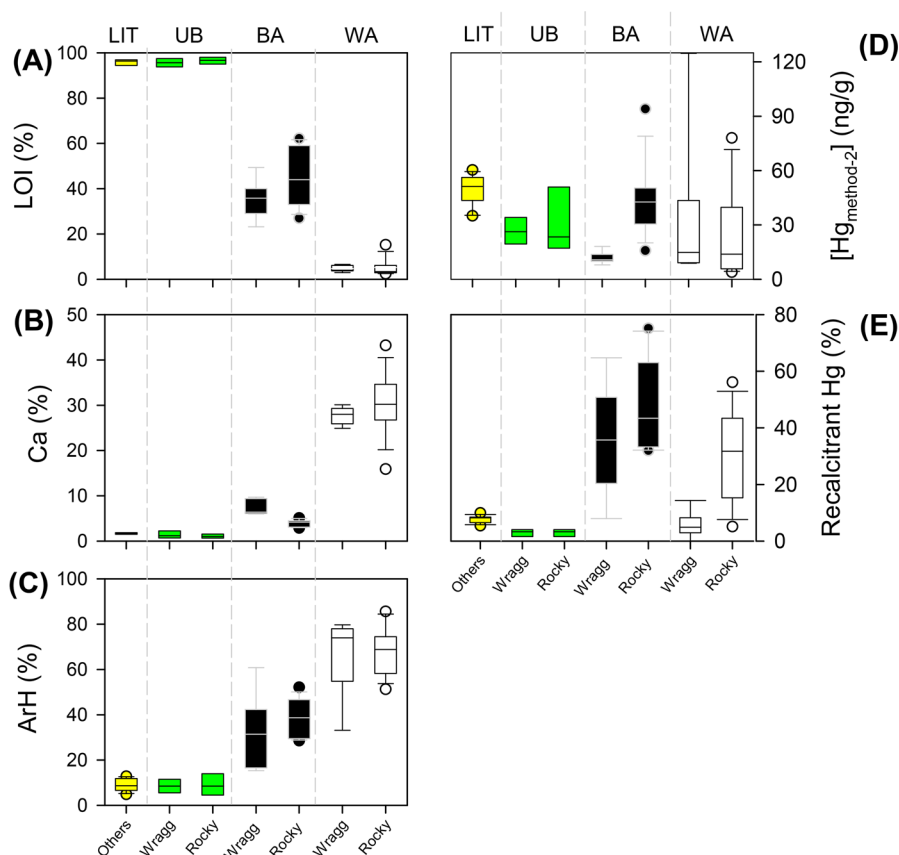 LIT UB BA WA
(A)
LOI (%)
100
80
60
40
20
0
LIT UB BA WA
(D)
[Hgmethod-2] (ng/g)
120
90
60
30
0
(B)
Ca (%)
50
40
30
20
10
0
(E)
Recalcitrant Hg (%)
80
60
40
20
0
Others Wragg Rocky Wragg Rocky Wragg Rocky
(C)
ArH (%)
100
80
60
40
20
0
Others Wragg Rocky Wragg Rocky Wragg Rocky